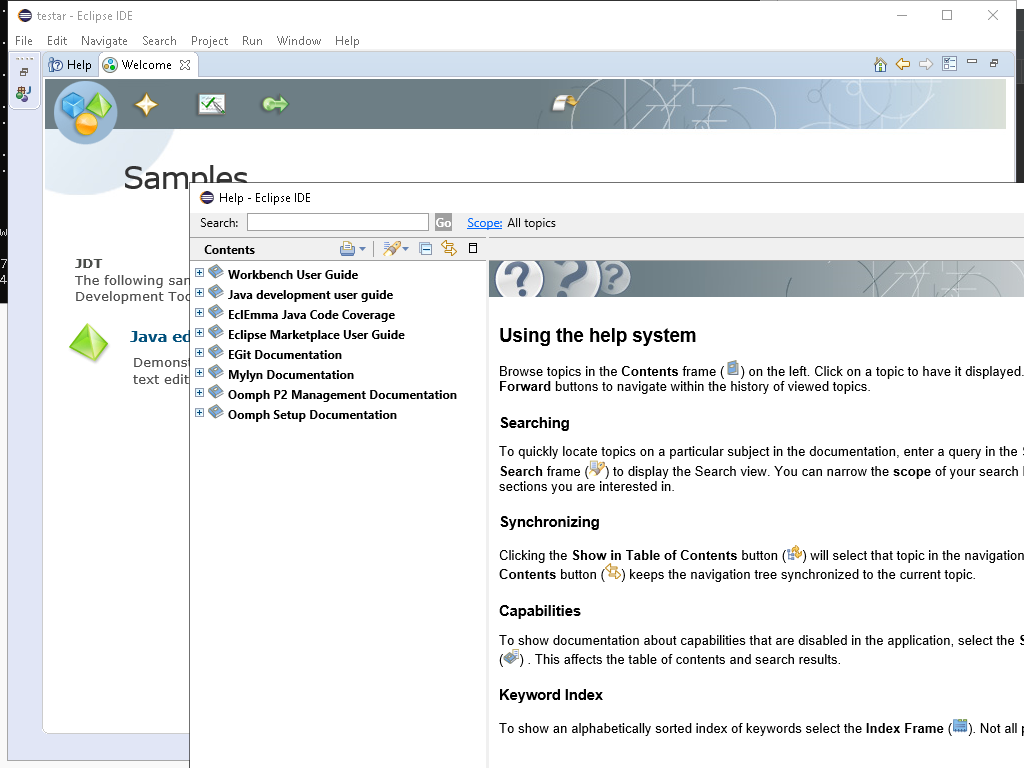 testar - Eclipse IDE
File Edit Navigate Search Project Run Window Help
Help Welcome
Samples
JDT
The following sam
Development Too
Java ed
Demonst
text edit
Help - Eclipse IDE
Search: Go Scope: All topics
Contents
Workbench User Guide
Java development user guide
EclEmma Java Code Coverage
Eclipse Marketplace User Guide
EGit Documentation
Mylyn Documentation
Oomph P2 Management Documentation
Oomph Setup Documentation
Using the help system
Browse topics in the Contents frame ( ) on the left. Click on a topic to have it displayed.
Forward buttons to navigate within the history of viewed topics.
Searching
To quickly locate topics on a particular subject in the documentation, enter a query in the
Search frame ( ) to display the Search view. You can narrow the scope of your search
sections you are interested in.
Synchronizing
Clicking the Show in Table of Contents button ( ) will select that topic in the navigation
Contents button ( ) keeps the navigation tree synchronized to the current topic.
Capabilities
To show documentation about capabilities that are disabled in the application, select the S
( ) . This affects the table of contents and search results.
Keyword Index
To show an alphabetically sorted index of keywords select the Index Frame ( ). Not all